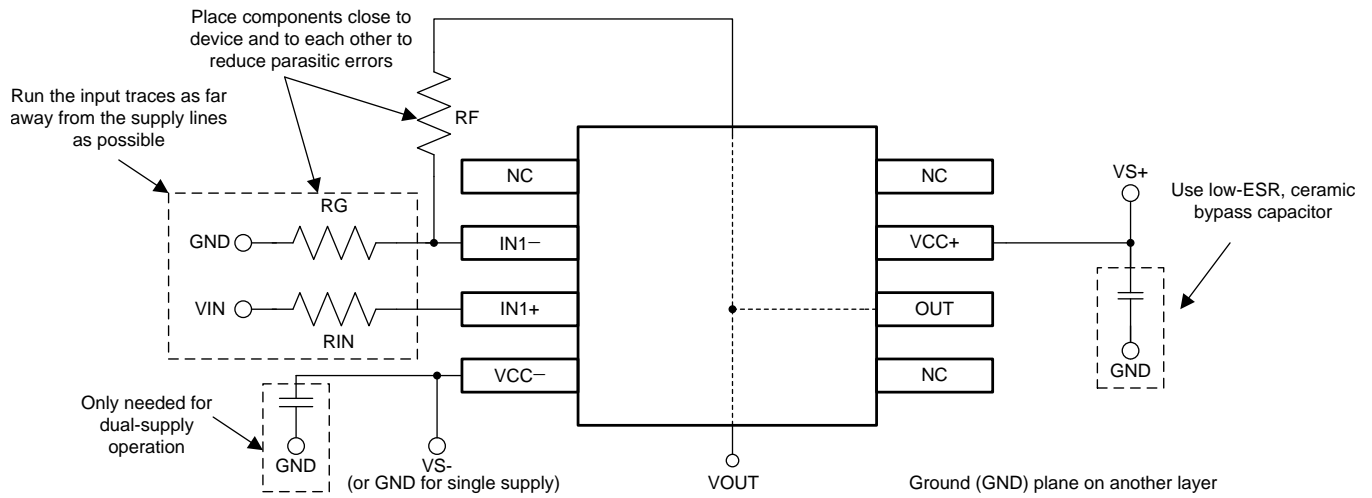 Place components close to
device and to each other to
reduce parasitic errors
Run the input traces as far
away from the supply lines
as possible
RF
NC
NC
VS+
Use low-ESR, ceramic
bypass capacitor
RG
GND
IN1−
VCC+
VIN
IN1+
OUT
RIN
VCC−
NC
GND
Only needed for
dual-supply
operation
GND
VS-
(or GND for single supply)
VOUT
Ground (GND) plane on another layer